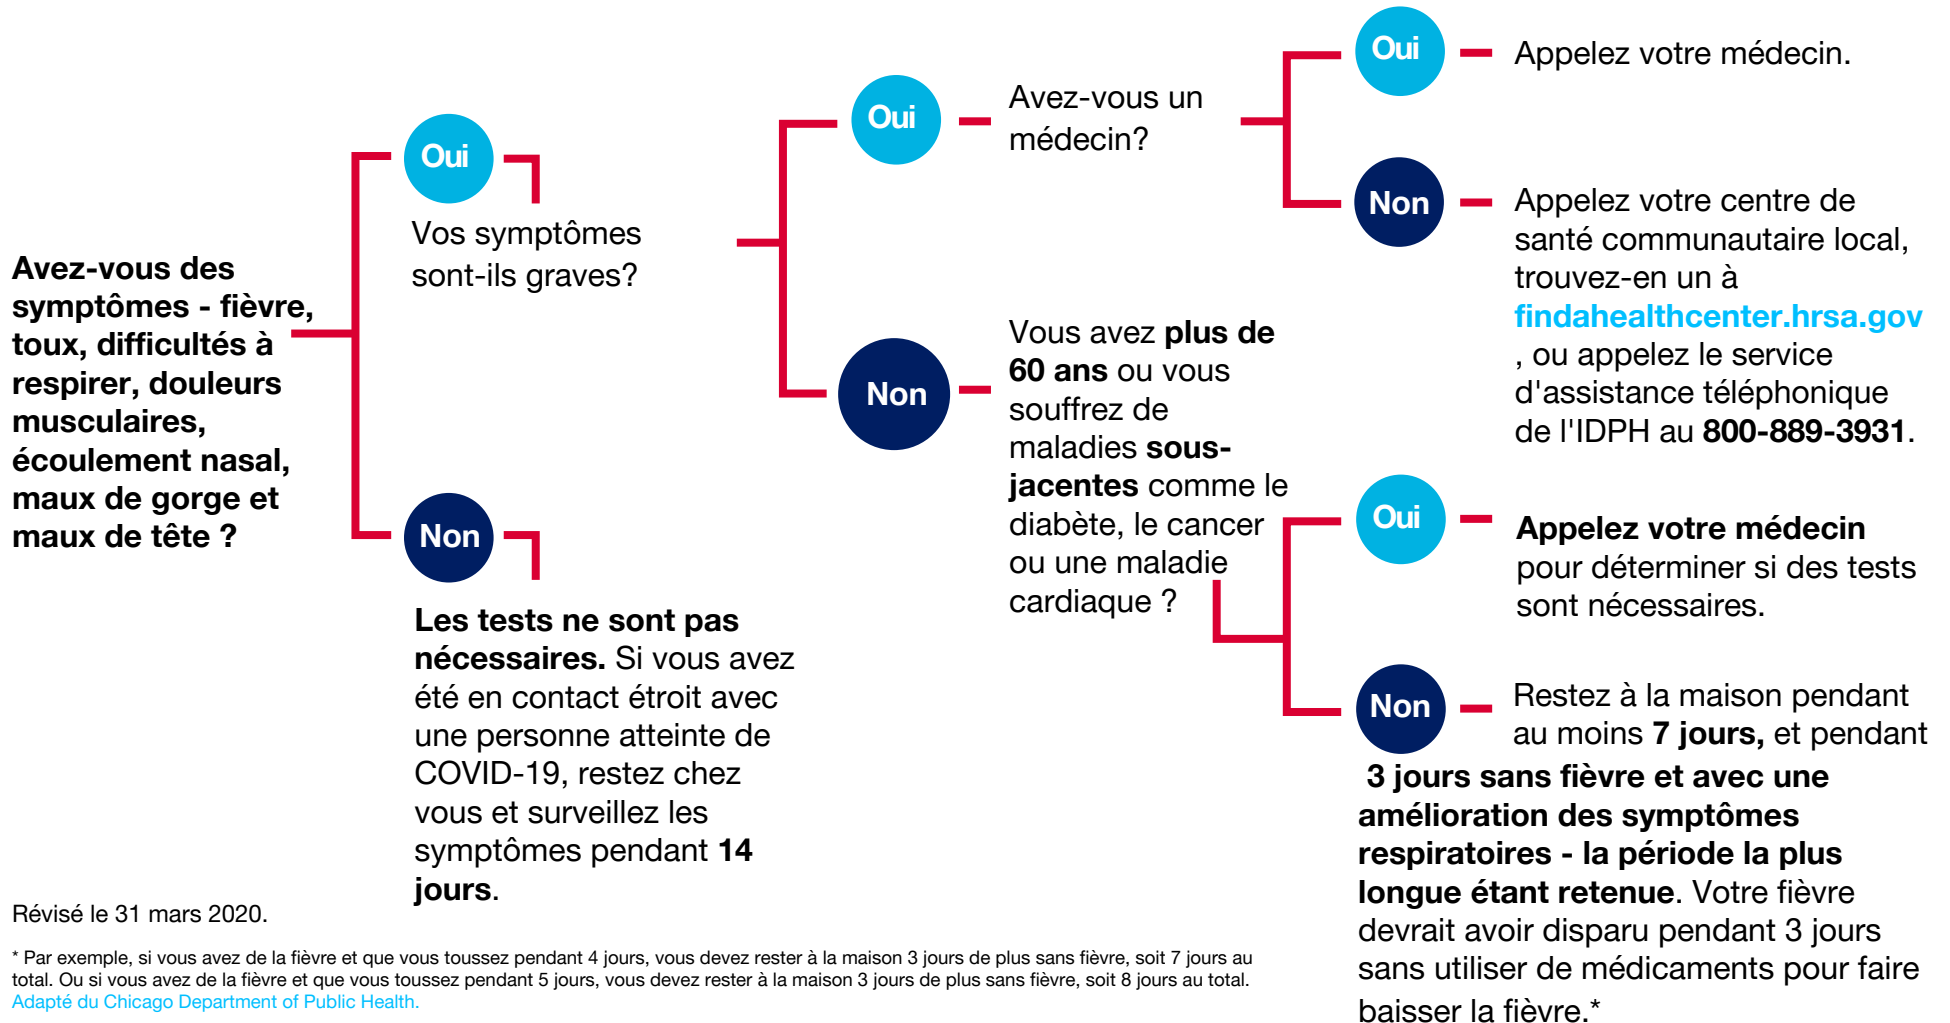 Avez-vous des
symptômes - fièvre,
toux, difficultés à
respirer, douleurs
musculaires,
écoulement nasal,
maux de gorge et
maux de tête ?
Oui
Vos symptômes
sont-ils graves?
Non
Les tests ne sont pas
nécessaires. Si vous avez
été en contact étroit avec
une personne atteinte de
COVID-19, restez chez
vous et surveillez les
symptômes pendant 14
jours.
Oui
Avez-vous un
médecin?
Non
Vous avez plus de
60 ans ou vous
souffrez de
maladies sous-
jacentes comme le
diabète, le cancer
ou une maladie
cardiaque ?
Oui
Appelez votre médecin.
Non
Appelez votre centre de
santé communautaire local,
trouvez-en un à
findahealthcenter.hrsa.gov
, ou appelez le service
d'assistance téléphonique
de l'IDPH au 800-889-3931.
Oui
Appelez votre médecin
pour déterminer si des tests
sont nécessaires.
Non
Restez à la maison pendant
au moins 7 jours, et pendant
3 jours sans fièvre et avec une
amélioration des symptômes
respiratoires - la période la plus
longue étant retenue. Votre fièvre
devrait avoir disparu pendant 3 jours
sans utiliser de médicaments pour faire
baisser la fièvre.*
Révisé le 31 mars 2020.
* Par exemple, si vous avez de la fièvre et que vous toussez pendant 4 jours, vous devez rester à la maison 3 jours de plus sans fièvre, soit 7 jours au
total. Ou si vous avez de la fièvre et que vous toussez pendant 5 jours, vous devez rester à la maison 3 jours de plus sans fièvre, soit 8 jours au total.
Adapté du Chicago Department of Public Health.